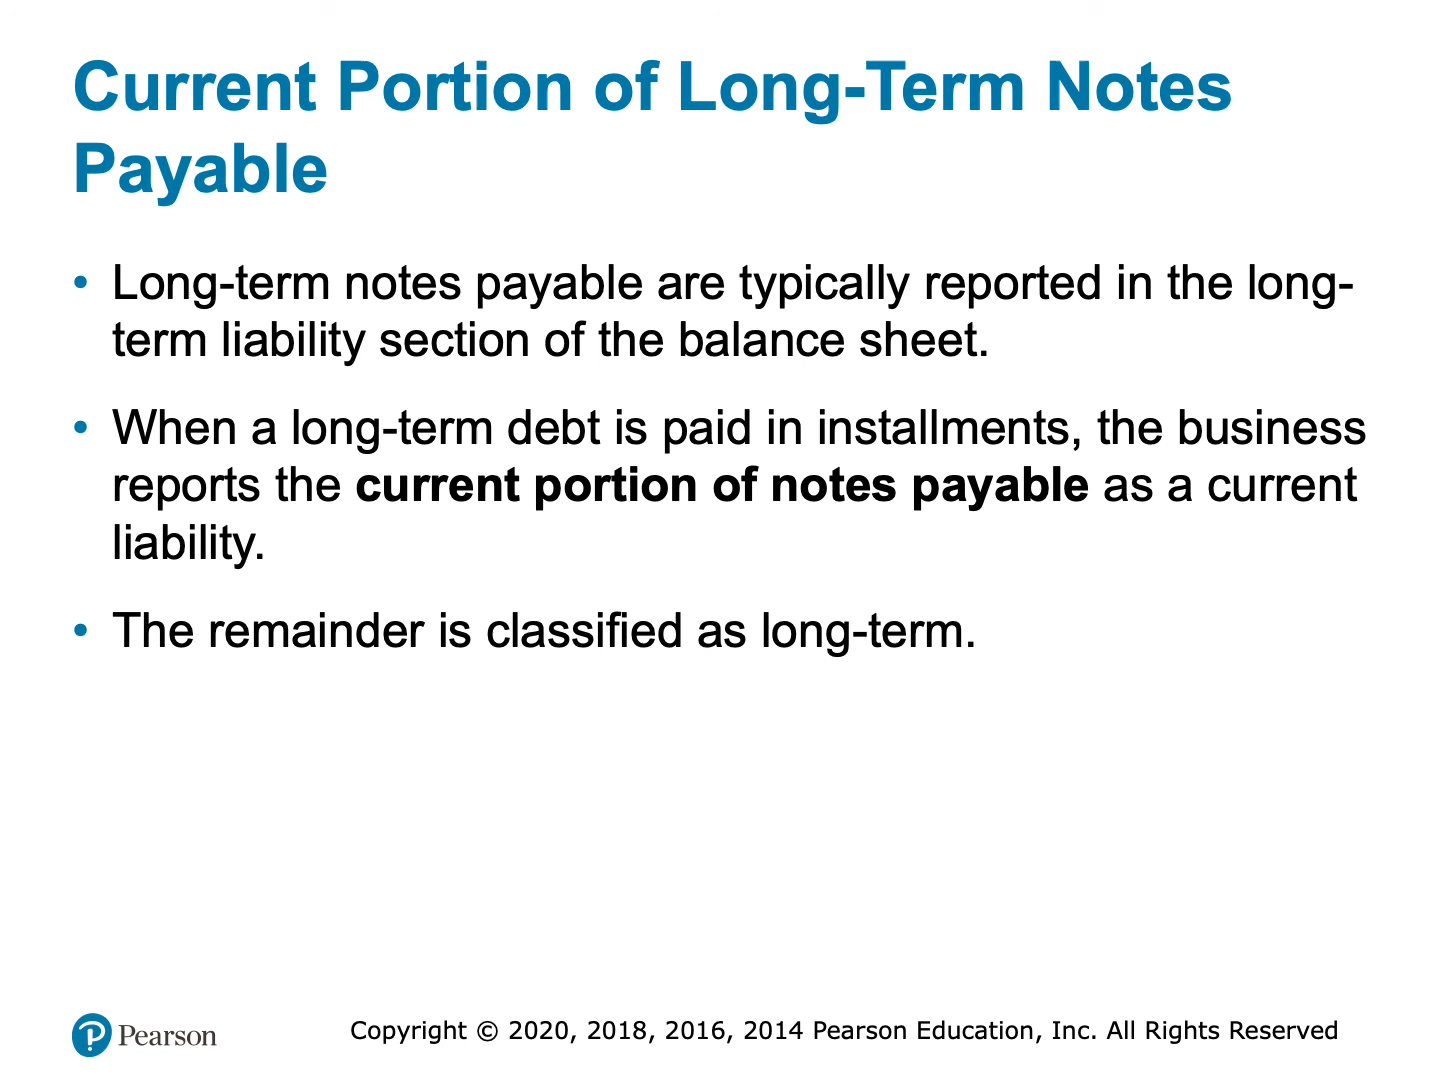 Current Portion of Long-Term Notes
Payable
• Long-term notes payable are typically reported in the long-
term liability section of the balance sheet.
• When a long-term debt is paid in installments, the business
reports the current portion of notes payable as a current
liability.
• The remainder is classified as long-term.
Pearson
Copyright © 2020, 2018, 2016, 2014 Pearson Education, Inc. All Rights Reserved